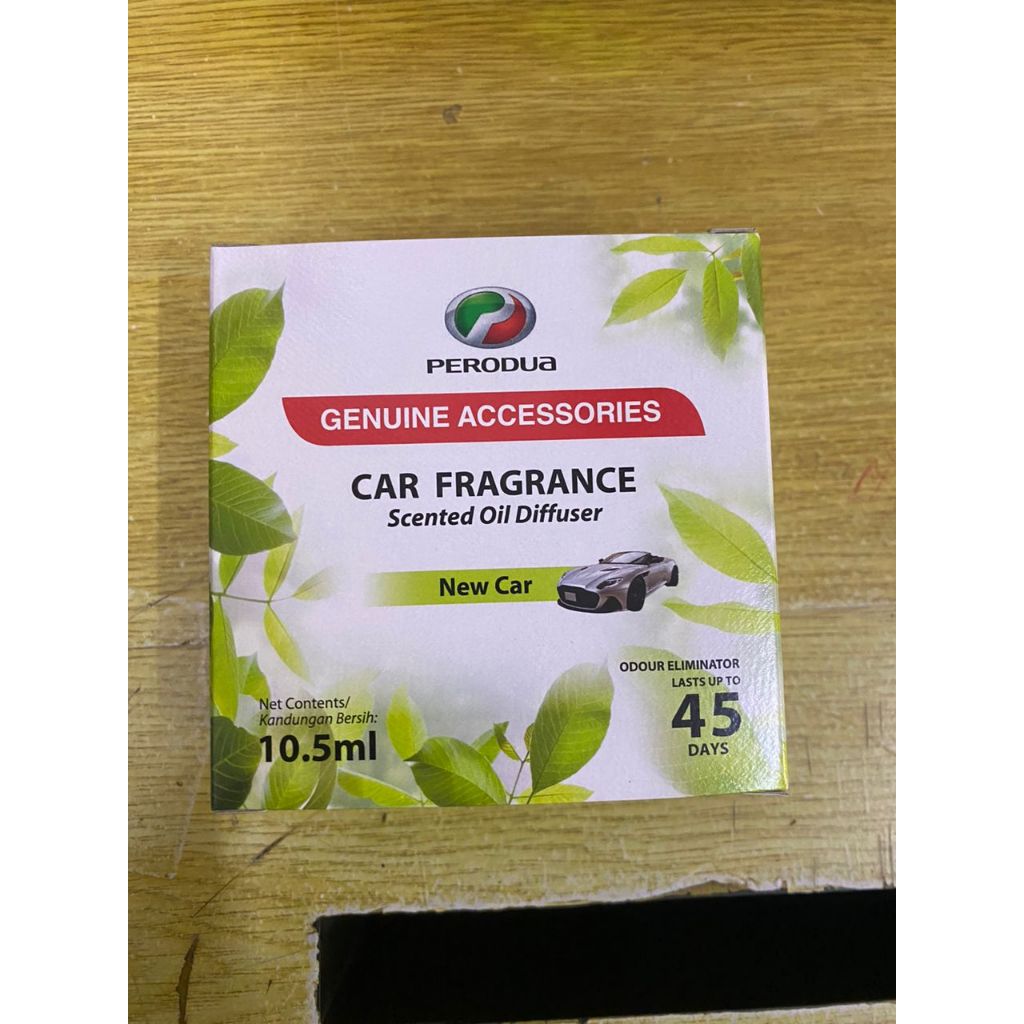 PERODUA
GENUINE ACCESSORIES
CAR FRAGRANCE
Scented Oil Diffuser
New Car
ODOUR ELIMINATOR
LASTS UP TO
45
DAYS
Net Contents/
Kandungan Bersih:
10.5ml